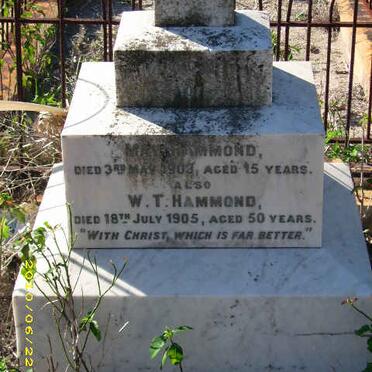 MAY HAMMOND,
DIED 3RD MAY 1903, AGED 15 YEARS.
ALSO
W. T. HAMMOND,
DIED 18TH JULY 1905, AGED 50 YEARS.
"WITH CHRIST, WHICH IS FAR BETTER."
2010/06/22